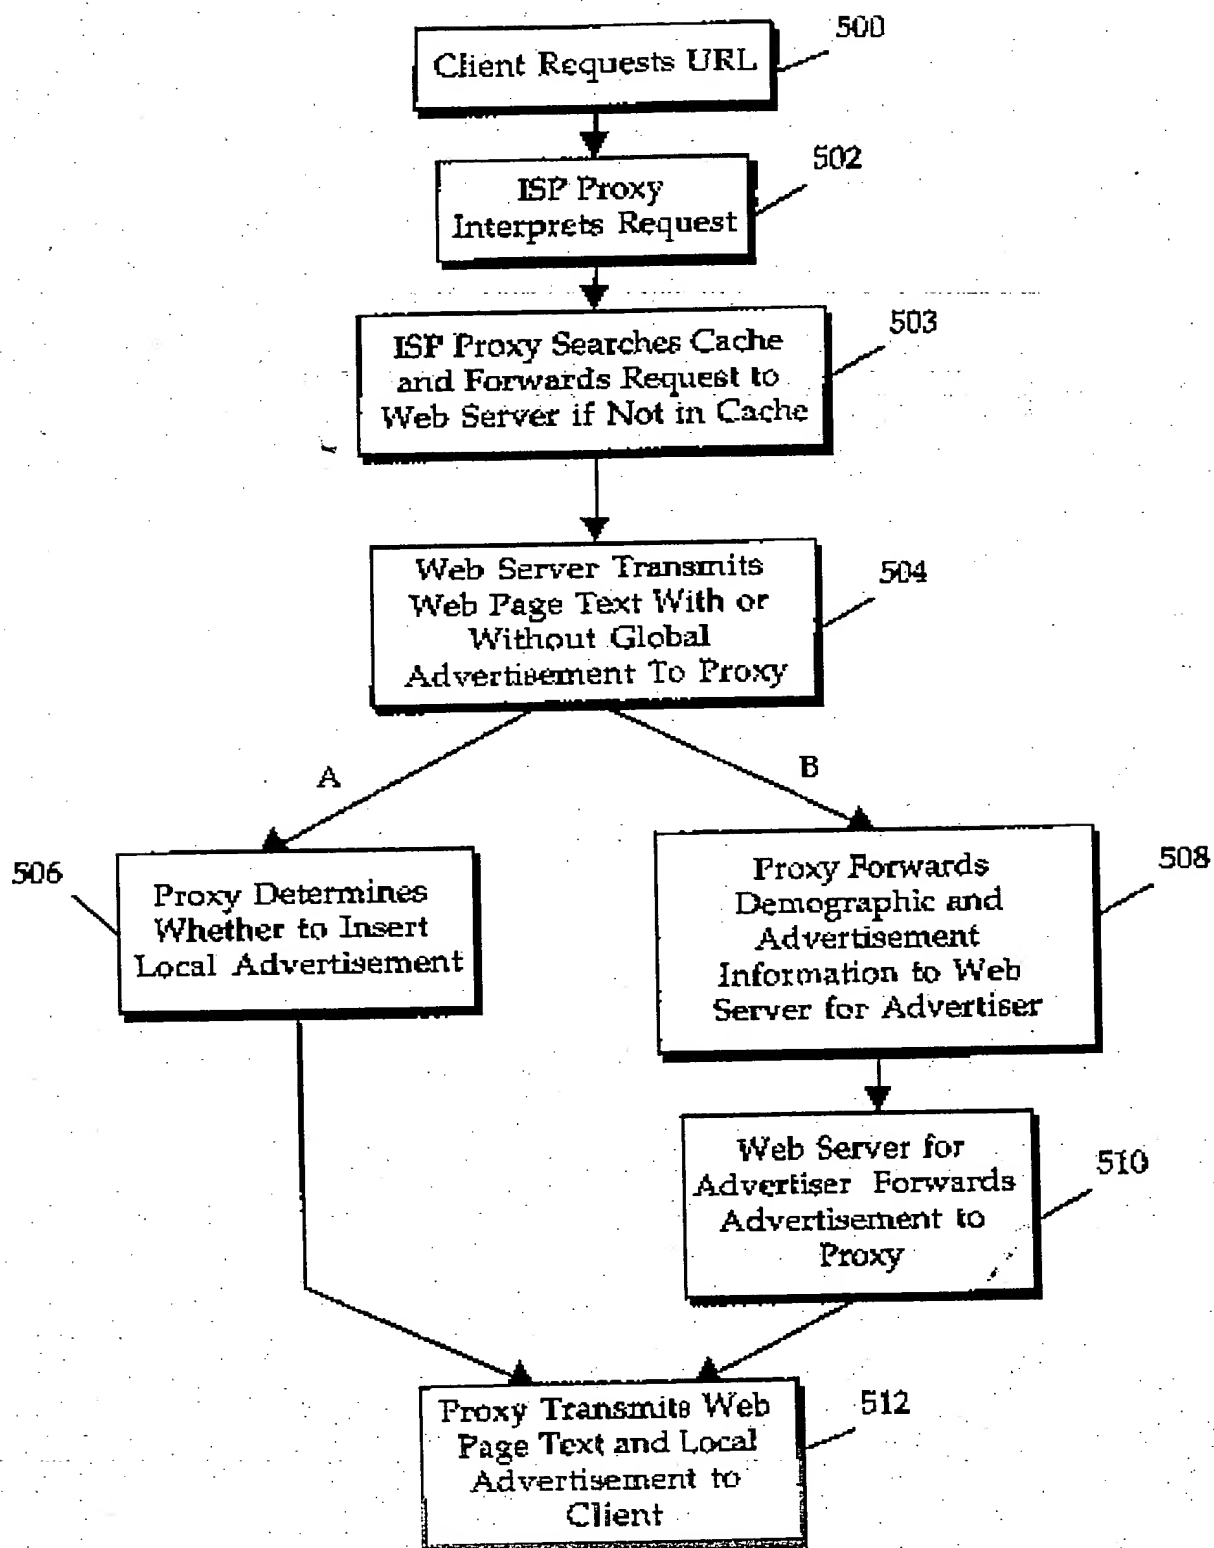 500
Client Requests URL
502
ISP Proxy
Interprets Request
503
ISP Proxy Searches Cache
and Forwards Request to
Web Server if Not in Cache
504
Web Server Transmits
Web Page Text With or
Without Global
Advertisement To Proxy
A
B
506
Proxy Determines
Whether to Insert
Local Advertisement
508
Proxy Forwards
Demographic and
Advertisement
Information to Web
Server for Advertiser
510
Web Server for
Advertiser Forwards
Advertisement to
Proxy
512
Proxy Transmits Web
Page Text and Local
Advertisement to
Client